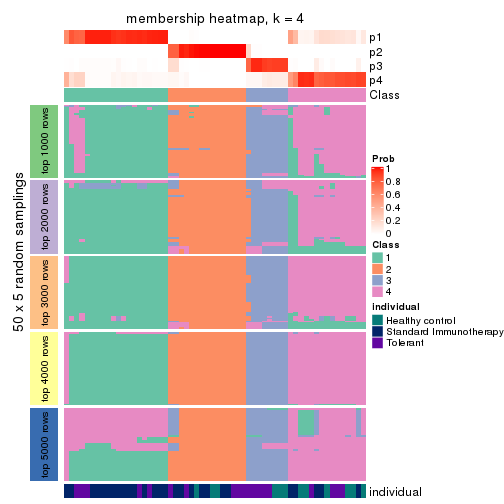 membership heatmap, k = 4
p1
p2
p3
p4
Class
50 x 5 random samplings
top 1000 rows
top 2000 rows
top 3000 rows
top 4000 rows
top 5000 rows
individual
Prob
1
0.8
0.6
0.4
0.2
0
Class
1
2
3
4
individual
Healthy control
Standard Immunotherapy
Tolerant